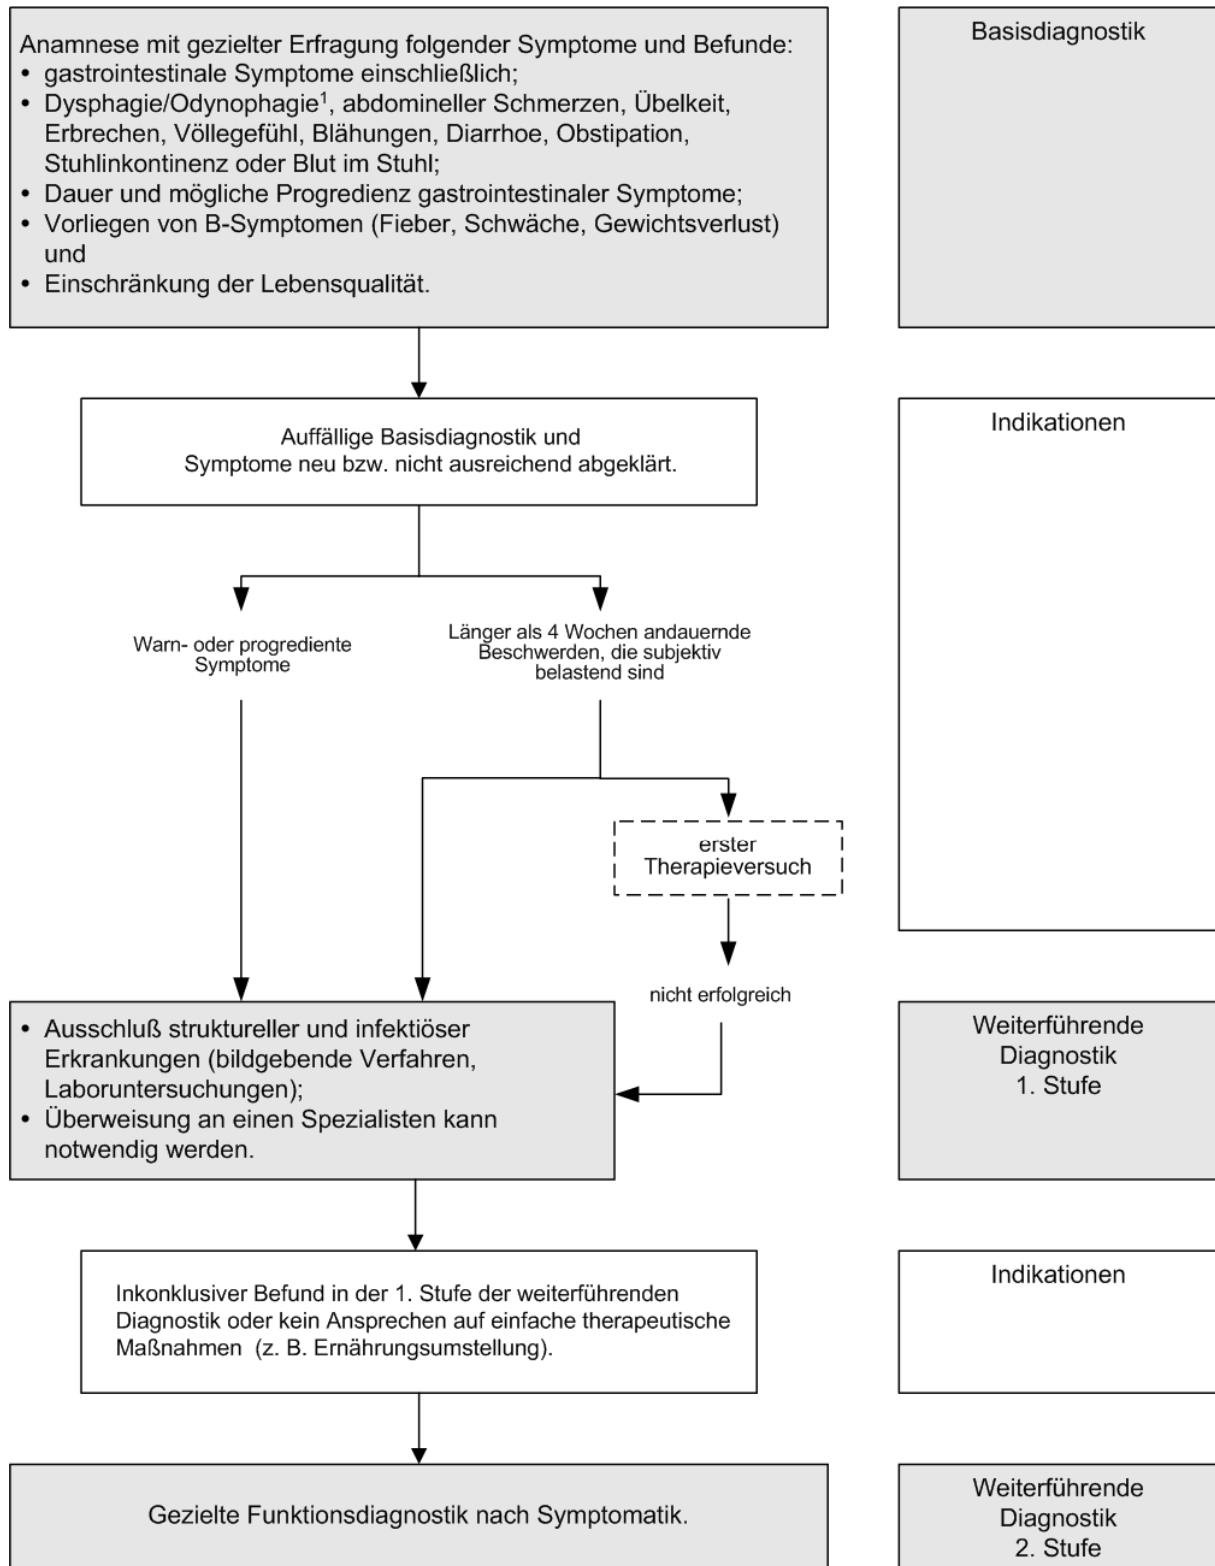 Anamnese mit gezielter Erfragung folgender Symptome und Befunde:
• gastrointestinale Symptome einschließlich;
• Dysphagie/Odynophagie¹, abdomineller Schmerzen, Übelkeit,
Erbrechen, Völlegefühl, Blähungen, Diarrhoe, Obstipation,
Stuhlinkontinenz oder Blut im Stuhl;
• Dauer und mögliche Progredienz gastrointestinaler Symptome;
• Vorliegen von B-Symptomen (Fieber, Schwäche, Gewichtsverlust)
und
• Einschränkung der Lebensqualität.
Basisdiagnostik
Auffällige Basisdiagnostik und
Symptome neu bzw. nicht ausreichend abgeklärt.
Indikationen
Warn- oder progrediente
Symptome
Länger als 4 Wochen andauernde
Beschwerden, die subjektiv
belastend sind
erster
Therapieversuch
nicht erfolgreich
• Ausschluß struktureller und infektiöser
Erkrankungen (bildgebende Verfahren,
Laboruntersuchungen);
• Überweisung an einen Spezialisten kann
notwendig werden.
Weiterführende
Diagnostik
1. Stufe
Inkonklusiver Befund in der 1. Stufe der weiterführenden
Diagnostik oder kein Ansprechen auf einfache therapeutische
Maßnahmen (z. B. Ernährungsumstellung).
Indikationen
Gezielte Funktionsdiagnostik nach Symptomatik.
Weiterführende
Diagnostik
2. Stufe